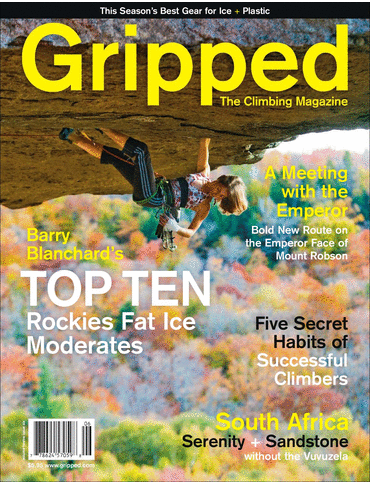 This Season's Best Gear for Ice + Plastic
Gripped
The Climbing Magazine
A Meeting
with the
Emperor
Bold New Route on
the Emperor Face of
Mount Robson
Barry
Blanchard's
TOP TEN
Rockies Fat Ice
Moderates
Five Secret
Habits of
Successful
Climbers
South Africa
Serenity + Sandstone
without the Vuvuzela
06
www.gripped.com